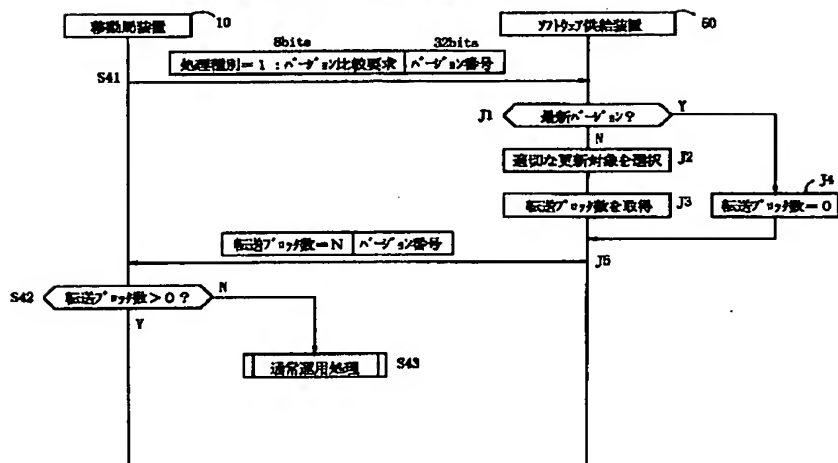 移動局装置 10
ソフトウェア供給装置 60
8bits 32bits
S41 処理種別=1:バージョン比較要求 バージョン番号
J1 最新バージョン? Y
N
適切な更新対象を選択 J2
J4
転送ブロック数を取得 J3
転送ブロック数=0
転送ブロック数=N バージョン番号
J5
S42 転送ブロック数>0? N
Y
通常運用処理 S43